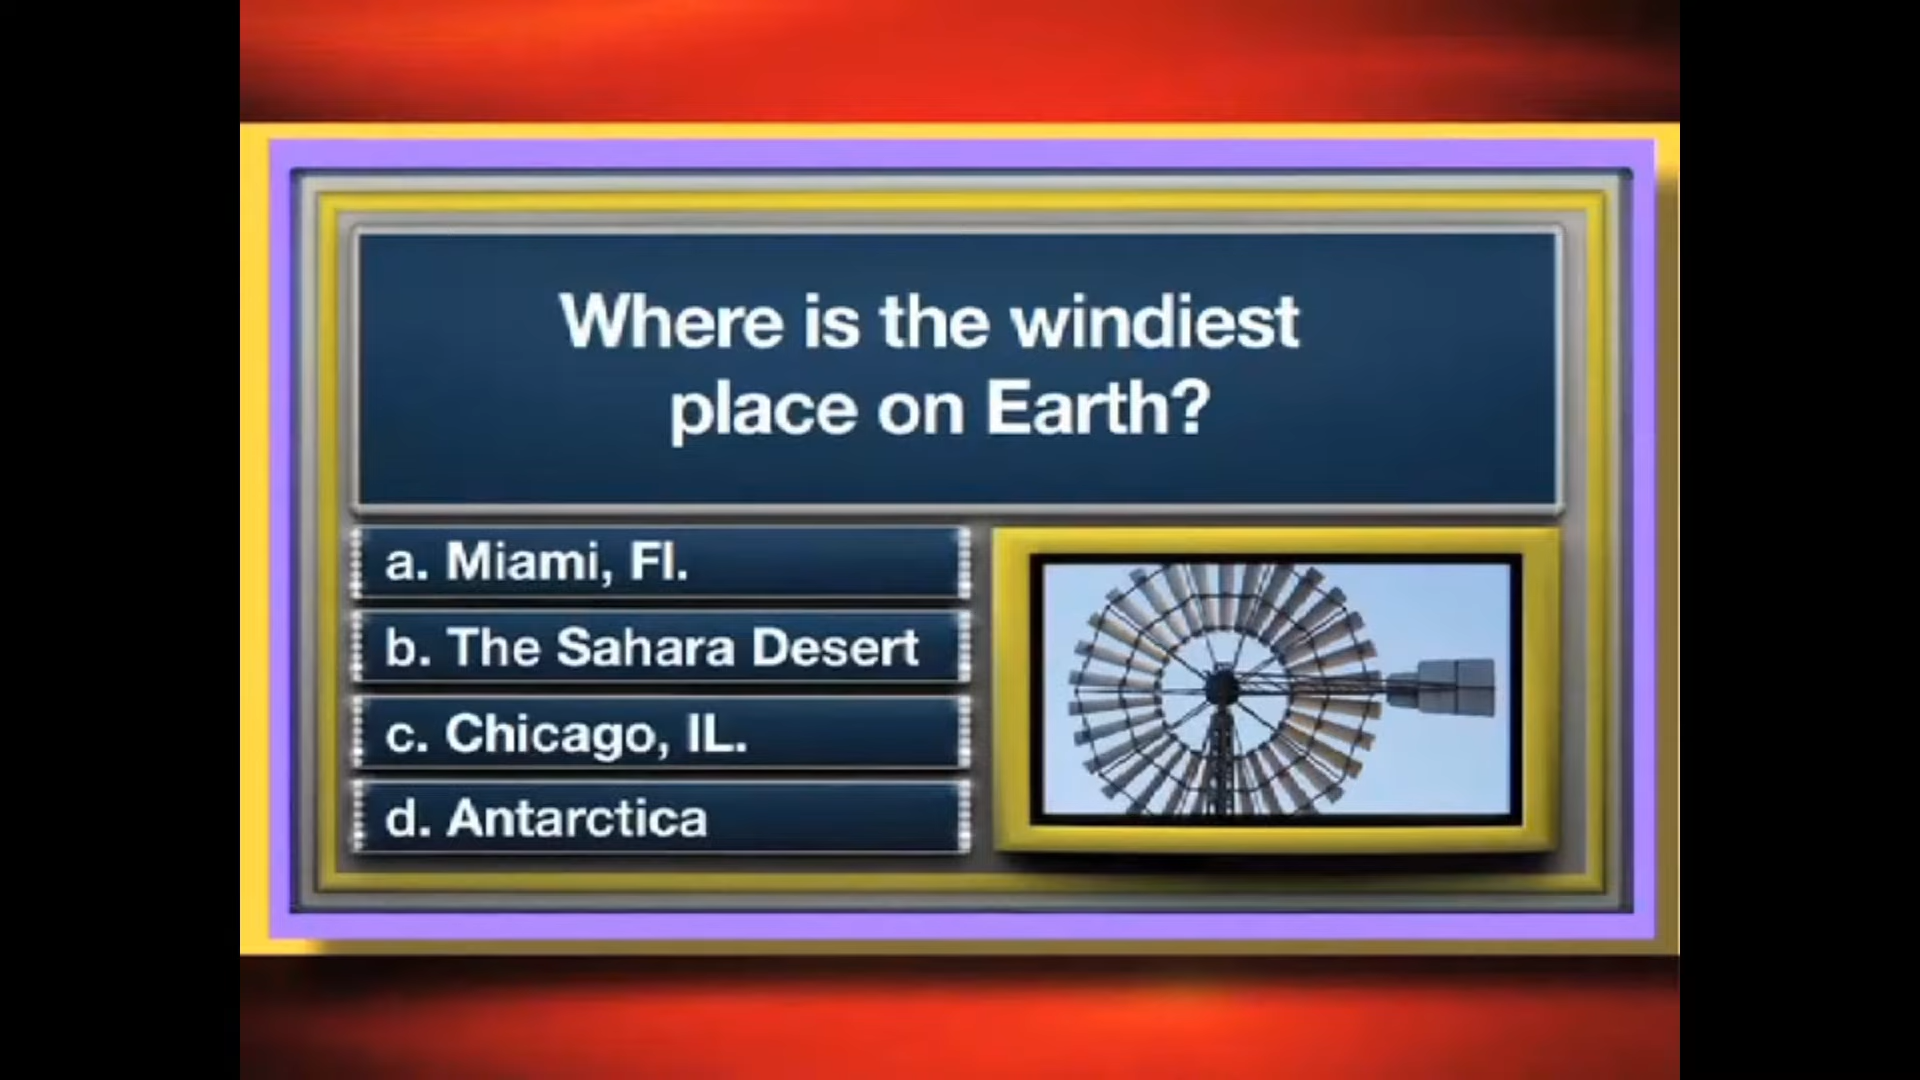 Where is the windiest
place on Earth?
a. Miami, Fl.
b. The Sahara Desert
c. Chicago, IL.
d. Antarctica